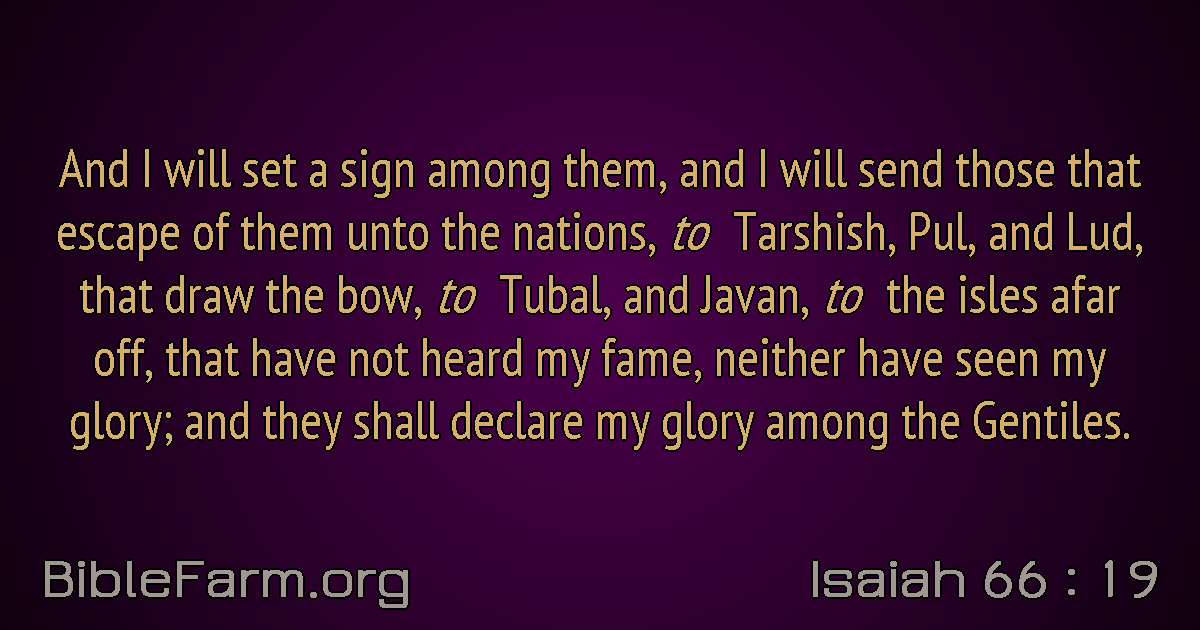 And I will set a sign among them, and I will send those that
escape of them unto the nations, to Tarshish, Pul, and Lud,
that draw the bow, to Tubal, and Javan, to the isles afar
off, that have not heard my fame, neither have seen my
glory; and they shall declare my glory among the Gentiles.
BibleFarm.org
Isaiah 66 : 19